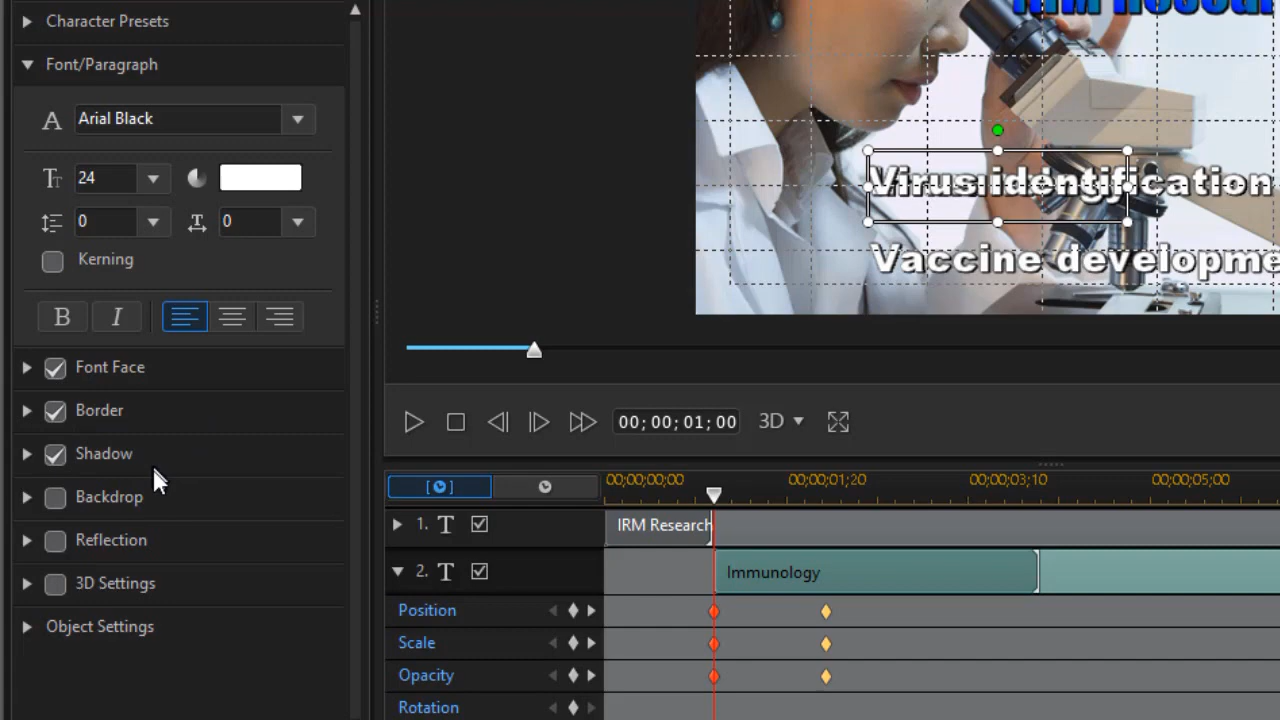 Character Presets
Font/Paragraph
Arial Black
24
0
0
Kerning
B I
Font Face
Border
Shadow
Backdrop
Reflection
3D Settings
Object Settings
Virus identification
Vaccine developme
00; 00; 01; 00
3D
00;00;00;00
00;00;01;20
00;00;03;10
00;00;05;00
1. T IRM Research
2. T Immunology
Position
Scale
Opacity
Rotation